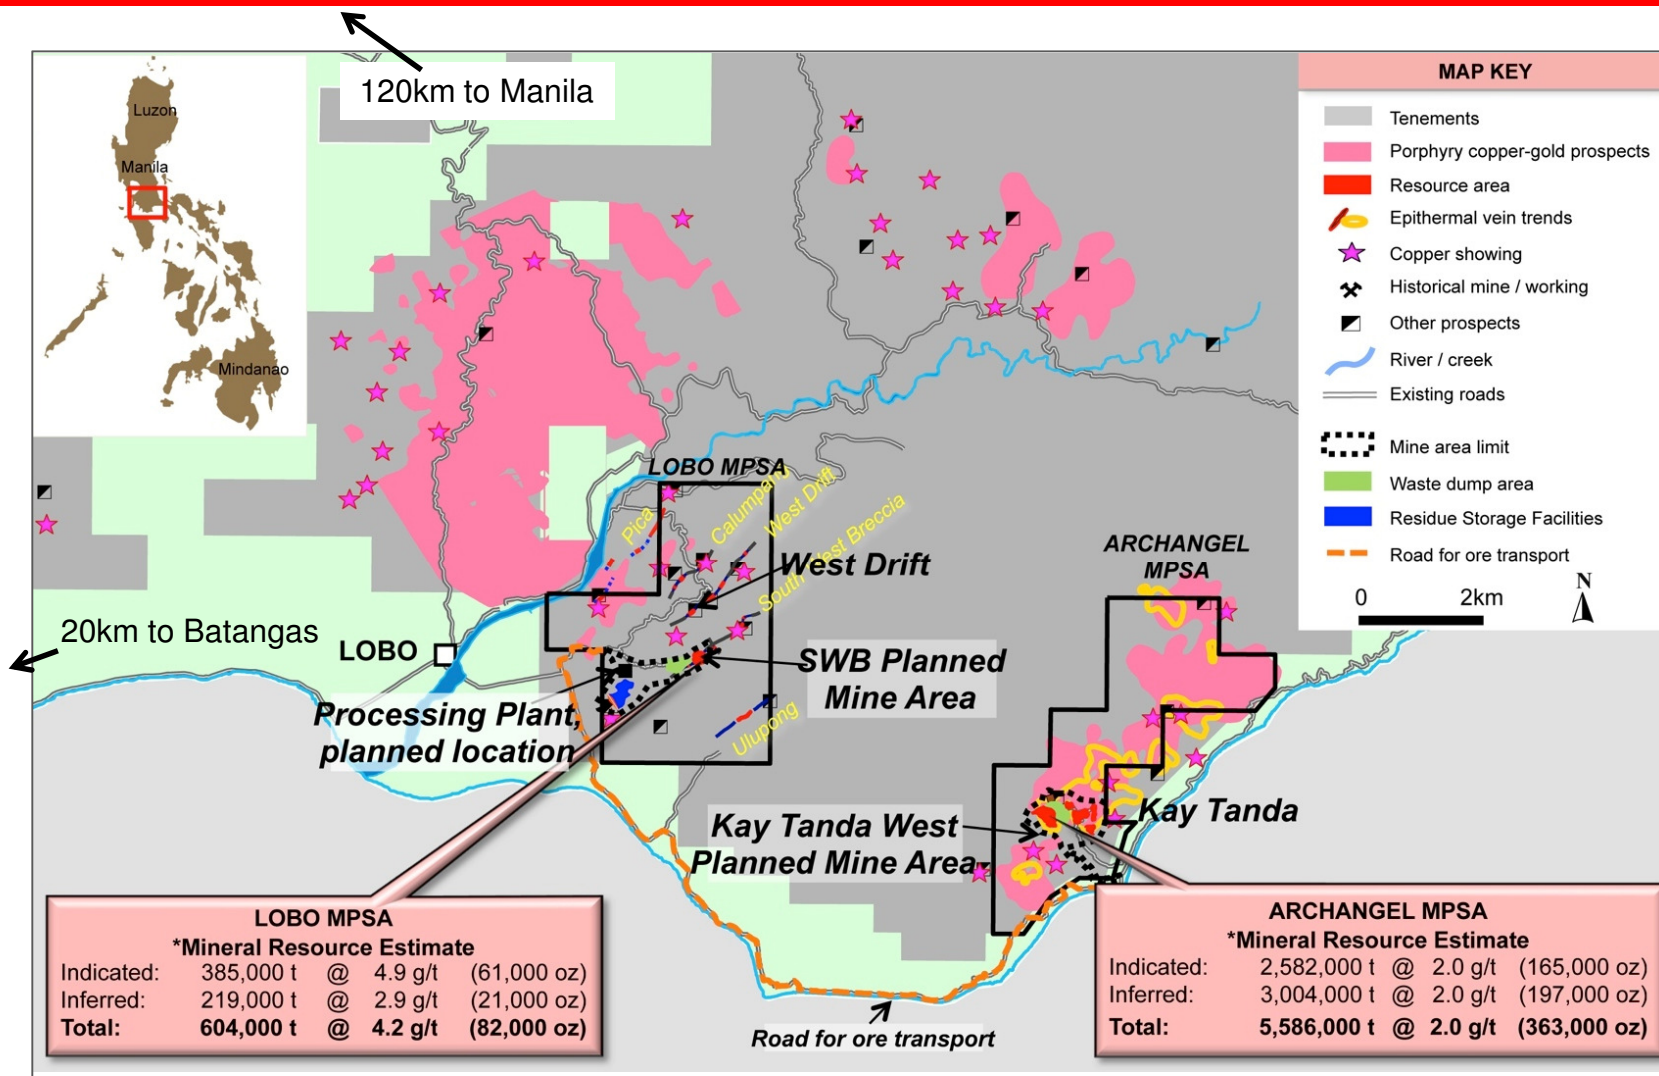 120km to Manila
Luzon
Manila
Mindanao
MAP KEY
Tenements
Porphyry copper-gold prospects
Resource area
Epithermal vein trends
Copper showing
Historical mine / working
Other prospects
River / creek
Existing roads
Mine area limit
Waste dump area
Residue Storage Facilities
Road for ore transport
0 2km
N
LOBO MPSA
Pica
Calumpang
West Drift
South West Breccia
West Drift
ARCHANGEL
MPSA
20km to Batangas
LOBO
SWB Planned
Mine Area
Processing Plant,
planned location
Ulupong
Kay Tanda West
Planned Mine Area
Kay Tanda
LOBO MPSA
*Mineral Resource Estimate
Indicated: 385,000 t @ 4.9 g/t (61,000 oz)
Inferred: 219,000 t @ 2.9 g/t (21,000 oz)
Total: 604,000 t @ 4.2 g/t (82,000 oz)
ARCHANGEL MPSA
*Mineral Resource Estimate
Indicated: 2,582,000 t @ 2.0 g/t (165,000 oz)
Inferred: 3,004,000 t @ 2.0 g/t (197,000 oz)
Total: 5,586,000 t @ 2.0 g/t (363,000 oz)
Road for ore transport